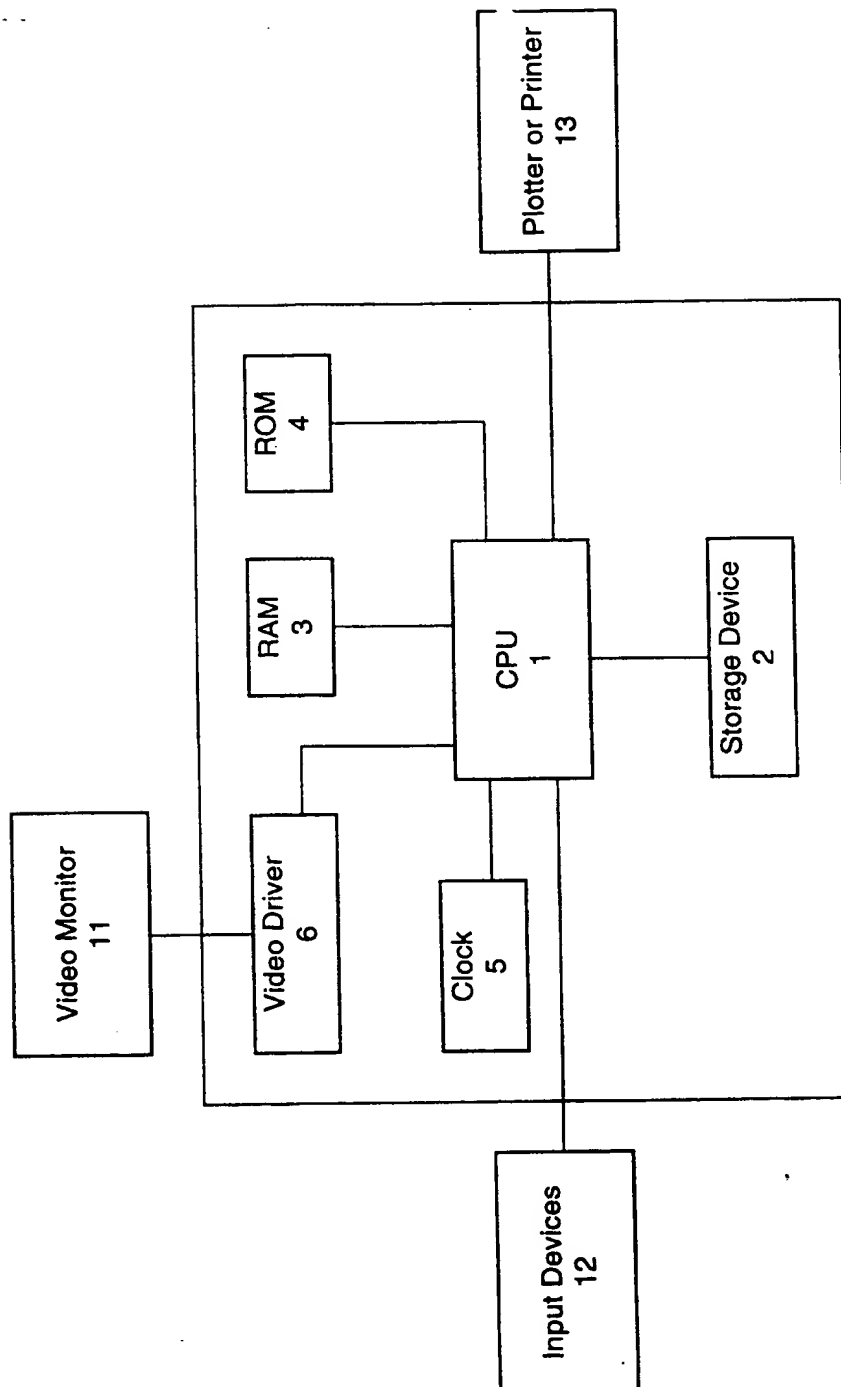 Video Monitor
11
Video Driver
6
RAM
3
ROM
4
Clock
5
CPU
1
Input Devices
12
Plotter or Printer
13
Storage Device
2